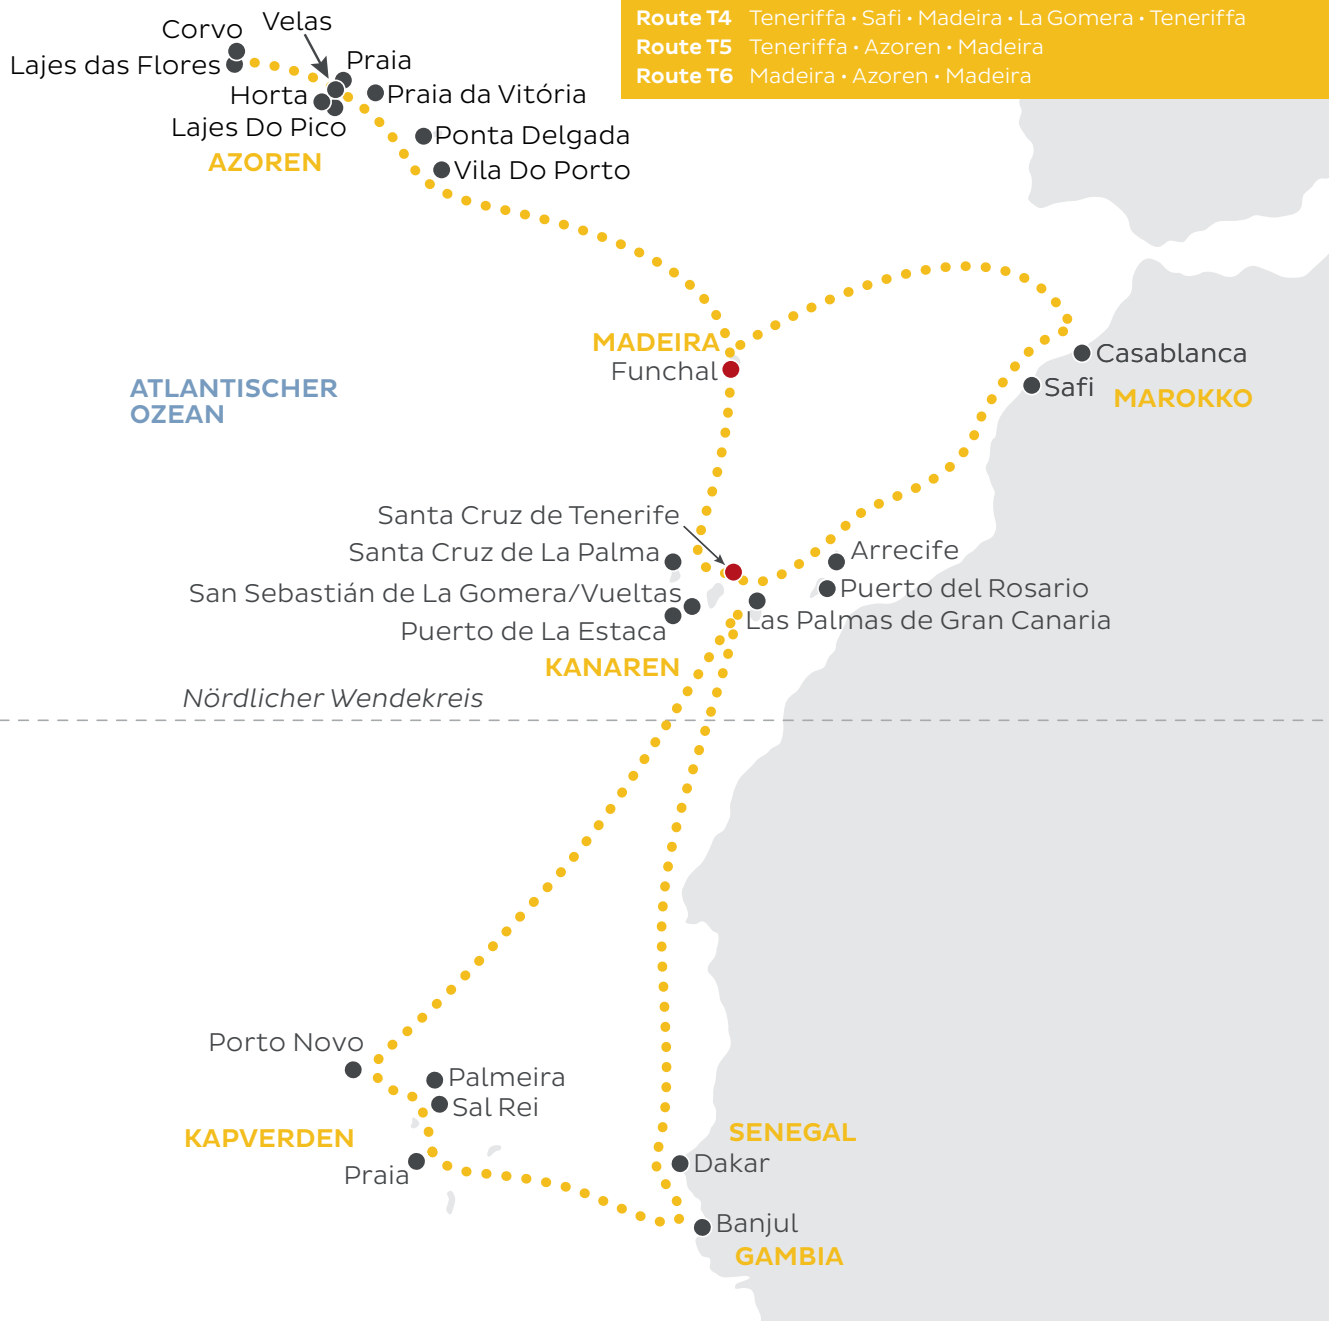 Route T4 Teneriffa • Safi • Madeira • La Gomera • Teneriffa
Route T5 Teneriffa • Azoren • Madeira
Route T6 Madeira • Azoren • Madeira
Velas
Corvo
Lajes das Flores
Praia
Horta
Praia da Vitória
Lajes Do Pico
Ponta Delgada
AZOREN
Vila Do Porto
MADEIRA
Funchal
Casablanca
Safi
MAROKKO
ATLANTISCHER
OZEAN
Santa Cruz de Tenerife
Santa Cruz de La Palma
Arrecife
San Sebastián de La Gomera/Vueltas
Puerto del Rosario
Las Palmas de Gran Canaria
Puerto de La Estaca
KANAREN
Nördlicher Wendekreis
Porto Novo
Palmeira
Sal Rei
KAPVERDEN
Praia
SENEGAL
Dakar
Banjul
GAMBIA